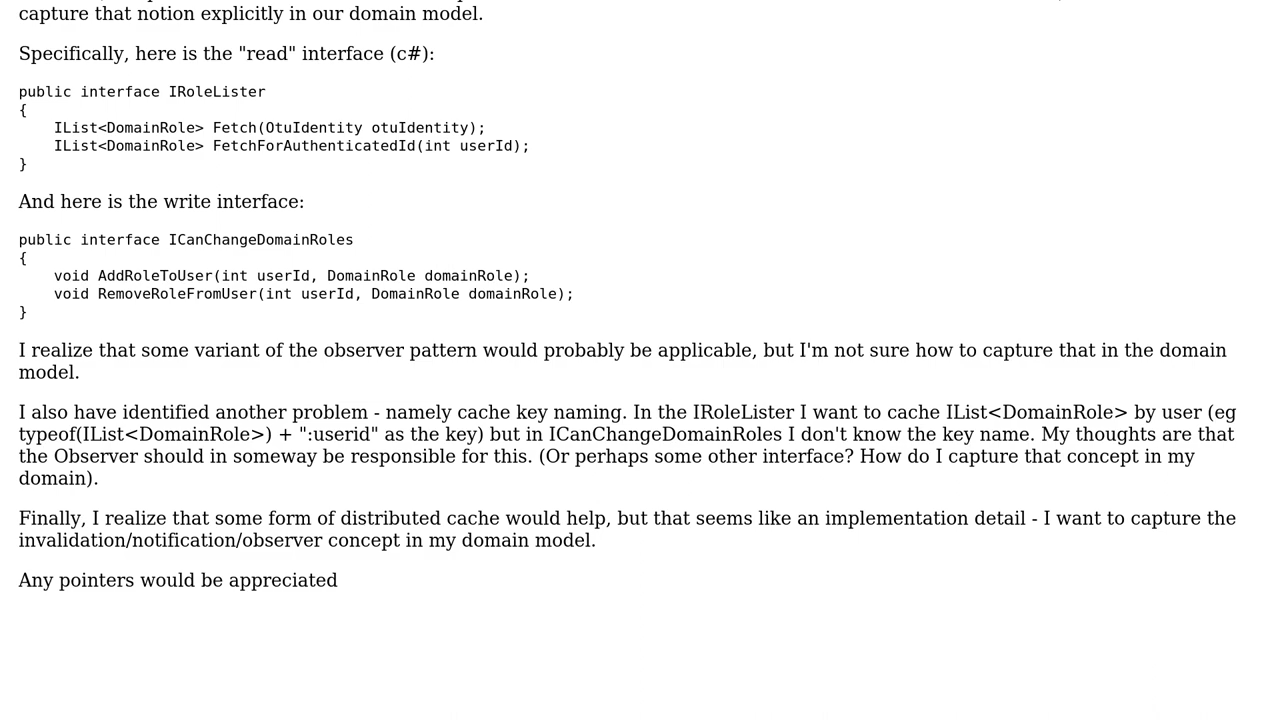 capture that notion explicitly in our domain model.
Specifically, here is the "read" interface (c#):
public interface IRoleLister
{
    IList<DomainRole> Fetch(OtuIdentity otuIdentity);
    IList<DomainRole> FetchForAuthenticatedId(int userId);
}
And here is the write interface:
public interface ICanChangeDomainRoles
{
    void AddRoleToUser(int userId, DomainRole domainRole);
    void RemoveRoleFromUser(int userId, DomainRole domainRole);
}
I realize that some variant of the observer pattern would probably be applicable, but I'm not sure how to capture that in the domain
model.
I also have identified another problem - namely cache key naming. In the IRoleLister I want to cache IList<DomainRole> by user (eg
typeof(IList<DomainRole>) + ":userid" as the key) but in ICanChangeDomainRoles I don't know the key name. My thoughts are that
the Observer should in someway be responsible for this. (Or perhaps some other interface? How do I capture that concept in my
domain).
Finally, I realize that some form of distributed cache would help, but that seems like an implementation detail - I want to capture the
invalidation/notification/observer concept in my domain model.
Any pointers would be appreciated